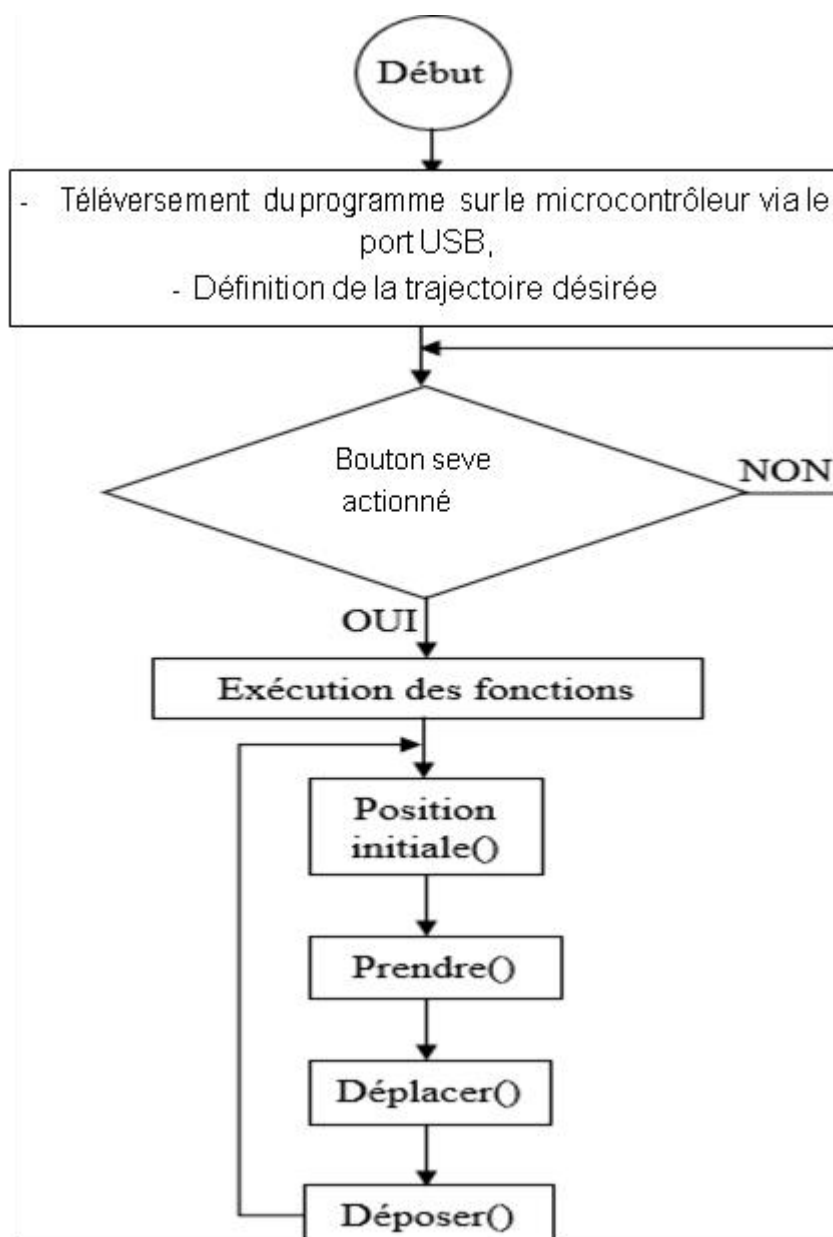 Début
- Téléversement du programme sur le microcontrôleur via le
port USB,
- Définition de la trajectoire désirée
Bouton seve
actionné
NON
OUI
Exécution des fonctions
Position
initiale()
Prendre()
Déplacer()
Déposer()